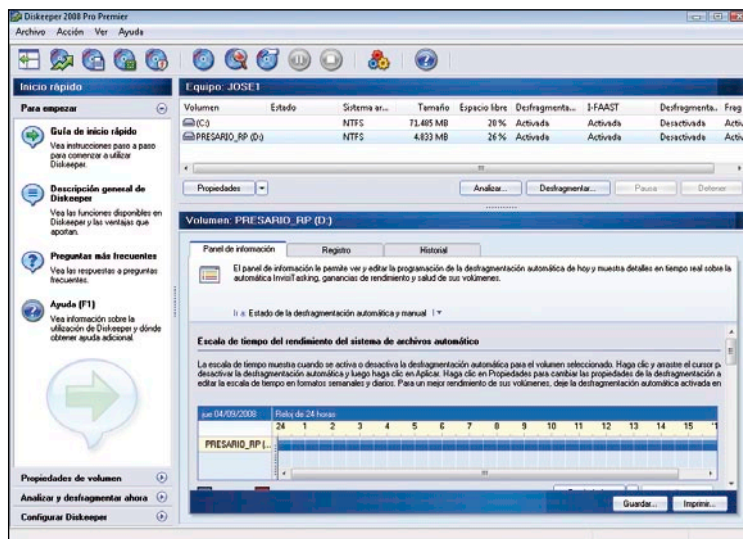 Diskeeper 2008 Pro Premier
Archivo Acción Ver Ayuda
Inicio rápido
Para empezar
Guía de inicio rápido
Vea instrucciones paso a paso
para comenzar a utilizar
Diskeeper.
Descripción general de
Diskeeper
Vea las funciones disponibles en
Diskeeper y las ventajas que
aportan.
Preguntas más frecuentes
Vea las respuestas a preguntas
frecuentes.
Ayuda (F1)
Vea información sobre la
utilización de Diskeeper y dónde
obtener ayuda adicional.
Propiedades de volumen
Analizar y desfragmentar ahora
Configurar Diskeeper
Equipo: JOSE1
Volumen Estado Sistema ar... Tamaño Espacio libre Desfragmenta... I-FAAST Desfragmenta.. Frag
(C:) NTFS 71.485 MB 20 % Activada Activada Desactivada Activ
PRESARIO_RP (D:) NTFS 4.833 MB 26 % Activada Activada Desactivada Activ
Propiedades Analizar... Desfragmentar... Pausa Detener
Volumen: PRESARIO_RP (D:)
Panel de información Registro Historial
El panel de información le permite ver y editar la programación de la desfragmentación automática de hoy y muestra detalles en tiempo real sobre la
automática InvisiTasking, ganancias de rendimiento y salud de sus volúmenes.
Ir a: Estado de la desfragmentación automática y manual
Escala de tiempo del rendimiento del sistema de archivos automático
La escala de tiempo muestra cuando se activa o desactiva la desfragmentación automática para el volumen seleccionado. Haga clic y arrastre el cursor p
desactivar la desfragmentación automática y luego haga clic en Aplicar. Haga clic en Propiedades para cambiar las propiedades de la desfragmentación a
editar la escala de tiempo en formatos semanales y diarios. Para un mejor rendimiento de sus volúmenes, deje la desfragmentación automática activada en
jue 04/09/2008 Reloj de 24 horas
24 1 2 3 4 5 6 7 8 9 10 11 12 13 14 15
PRESARIO_RP (...
Guardar... Imprimir...